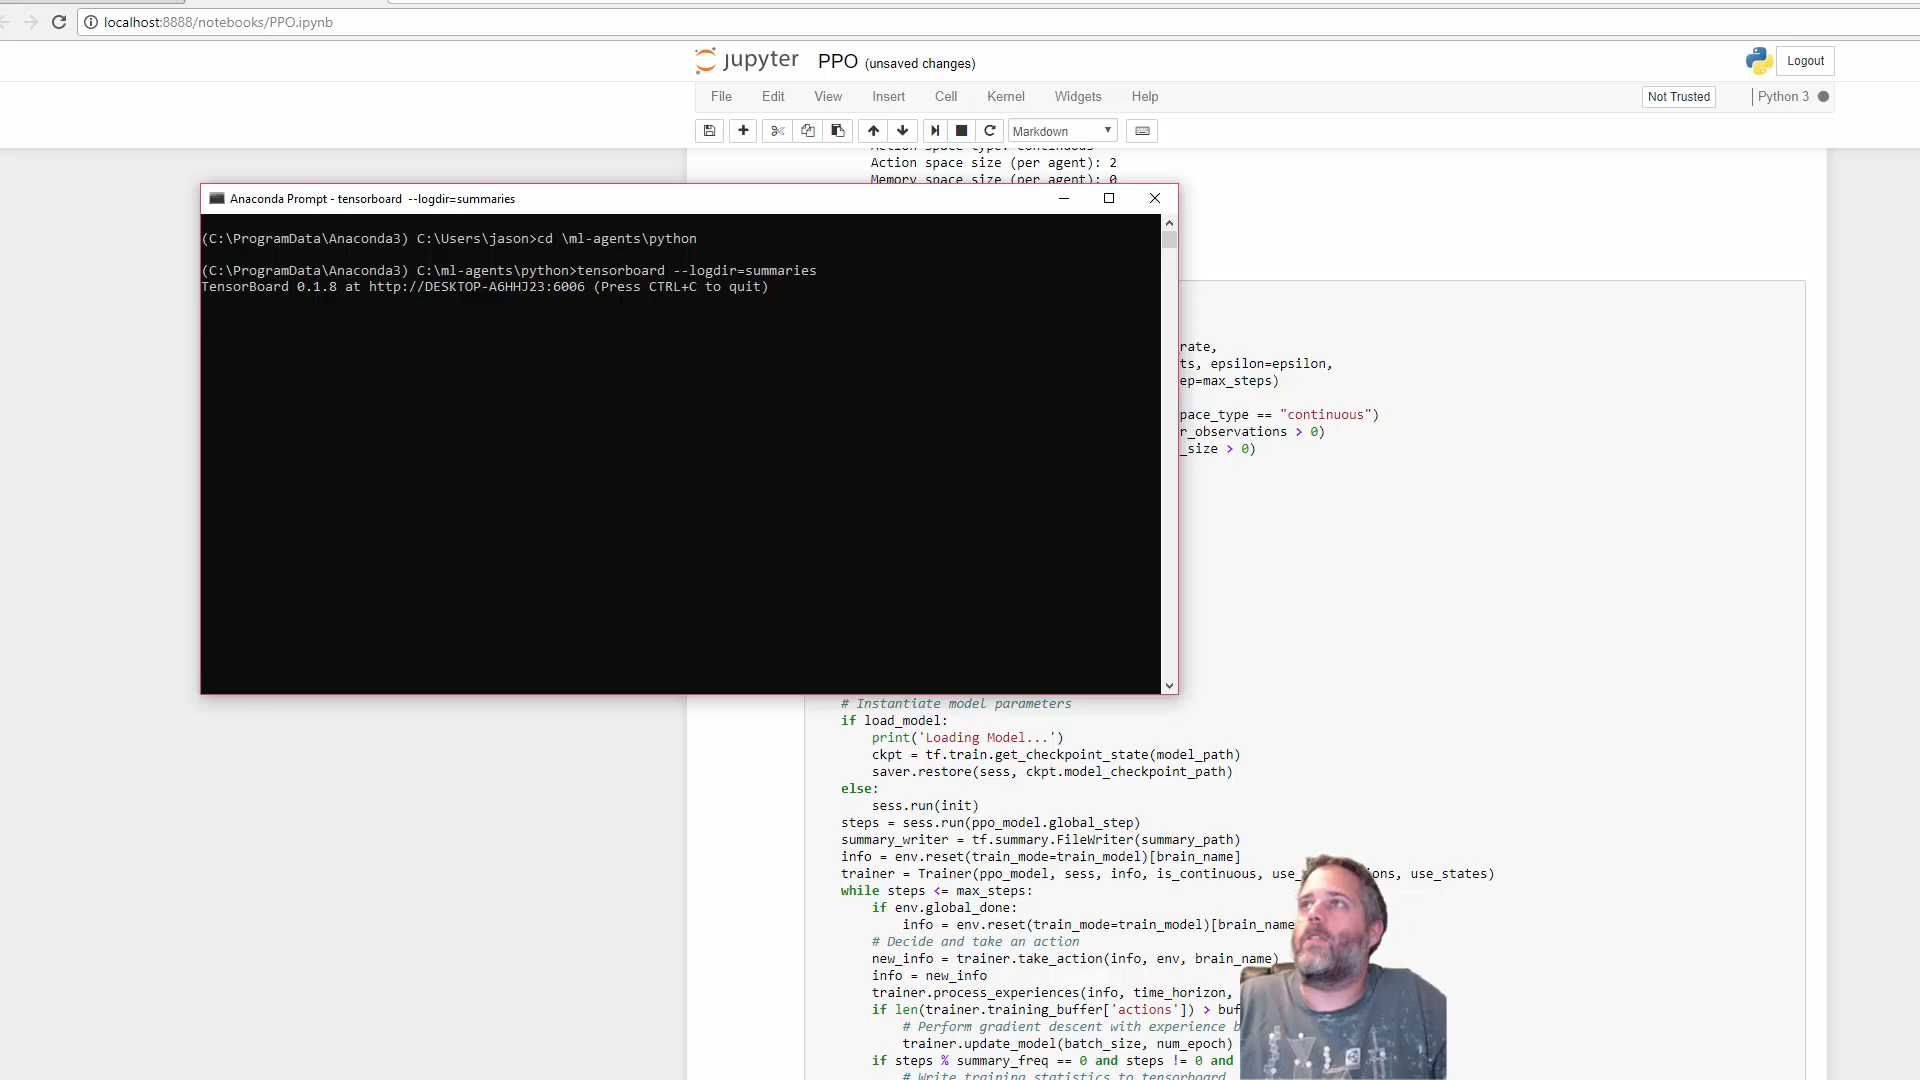 localhost:8888/notebooks/PPO.ipynb
jupyter PPO (unsaved changes)
Logout
File Edit View Insert Cell Kernel Widgets Help
Not Trusted
Python 3
Markdown
Action space type: continuous
Action space size (per agent): 2
Memory space size (per agent): 0
Anaconda Prompt - tensorboard --logdir=summaries
(C:\ProgramData\Anaconda3) C:\Users\jason>cd \ml-agents\python
(C:\ProgramData\Anaconda3) C:\ml-agents\python>tensorboard --logdir=summaries
TensorBoard 0.1.8 at http://DESKTOP-A6HHJ23:6006 (Press CTRL+C to quit)
rate,
ts, epsilon=epsilon,
ep=max_steps)
pace_type == "continuous")
r_observations > 0)
_size > 0)
# Instantiate model parameters
if load_model:
print('Loading Model...')
ckpt = tf.train.get_checkpoint_state(model_path)
saver.restore(sess, ckpt.model_checkpoint_path)
else:
sess.run(init)
steps = sess.run(ppo_model.global_step)
summary_writer = tf.summary.FileWriter(summary_path)
info = env.reset(train_mode=train_model)[brain_name]
trainer = Trainer(ppo_model, sess, info, is_continuous, use_ ions, use_states)
while steps <= max_steps:
if env.global_done:
info = env.reset(train_mode=train_model)[brain_name
# Decide and take an action
new_info = trainer.take_action(info, env, brain_name)
info = new_info
trainer.process_experiences(info, time_horizon,
if len(trainer.training_buffer['actions']) > buf
# Perform gradient descent with experience b
trainer.update_model(batch_size, num_epoch)
if steps % summary_freq == 0 and steps != 0 and
# Write training statistics to tensorboard